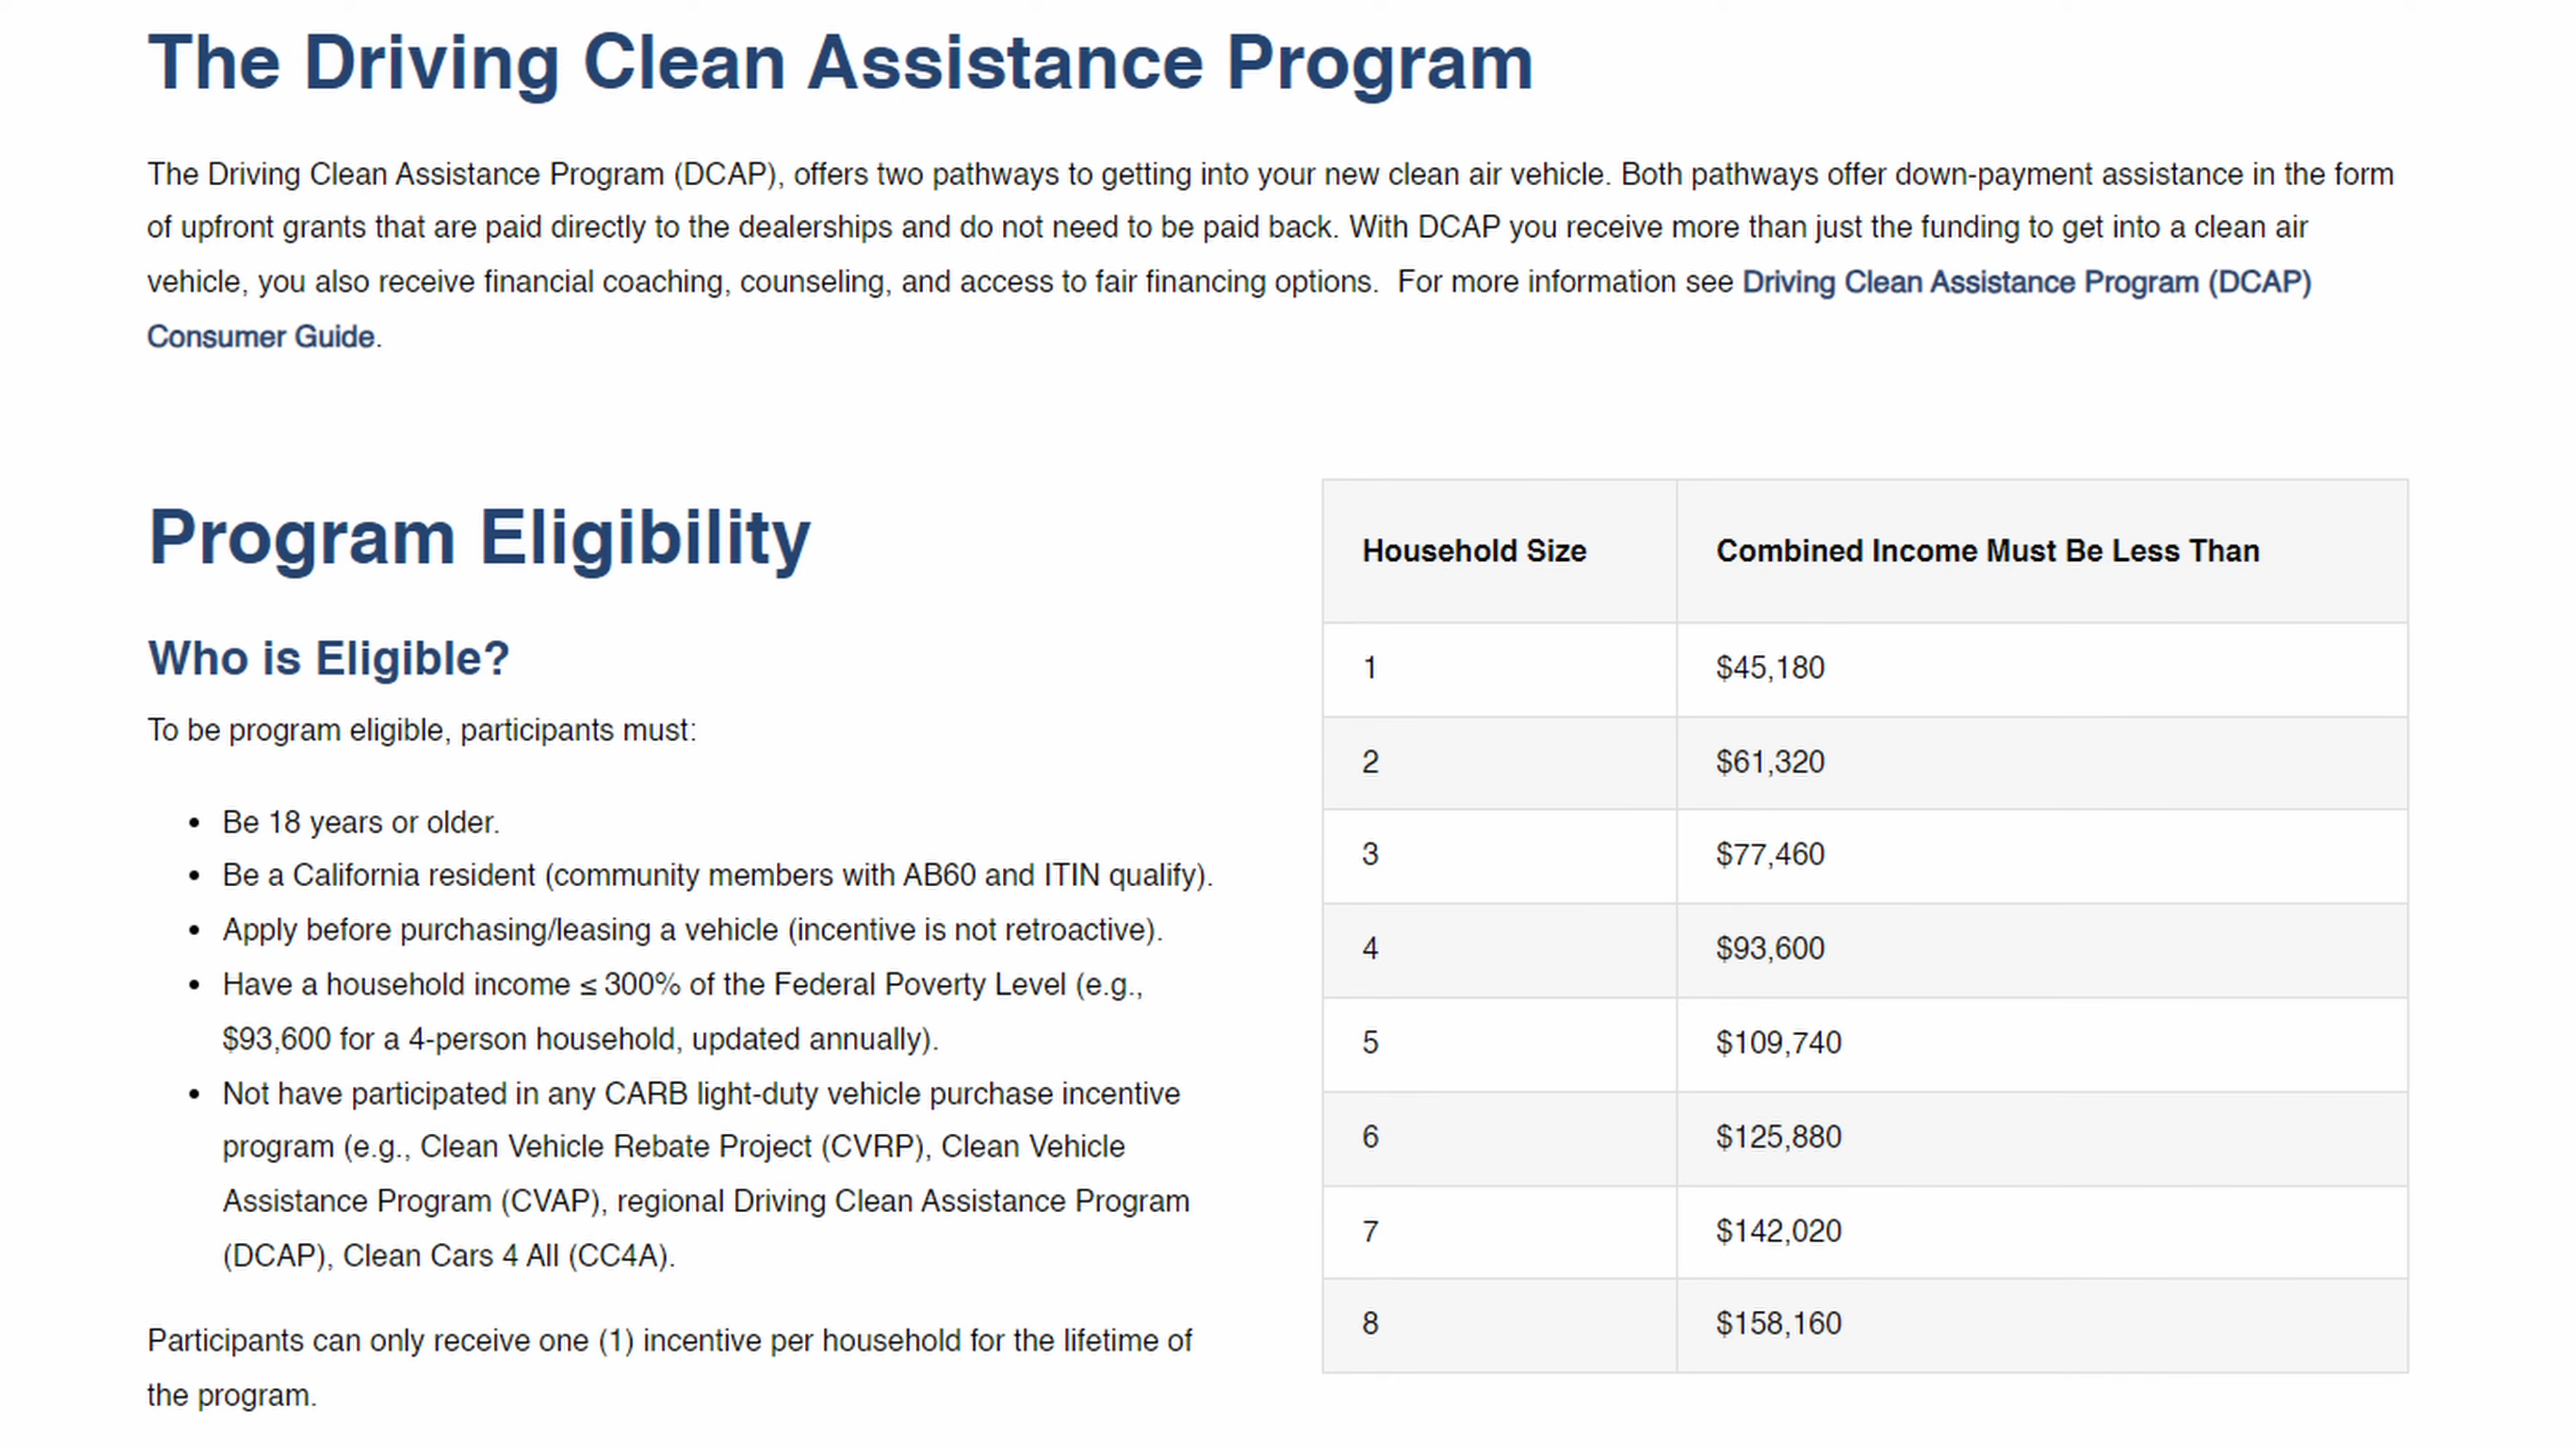 The Driving Clean Assistance Program
The Driving Clean Assistance Program (DCAP), offers two pathways to getting into your new clean air vehicle. Both pathways offer down-payment assistance in the form
of upfront grants that are paid directly to the dealerships and do not need to be paid back. With DCAP you receive more than just the funding to get into a clean air
vehicle, you also receive financial coaching, counseling, and access to fair financing options.  For more information see Driving Clean Assistance Program (DCAP)
Consumer Guide.
Program Eligibility
Who is Eligible?
To be program eligible, participants must:
• Be 18 years or older.
• Be a California resident (community members with AB60 and ITIN qualify).
• Apply before purchasing/leasing a vehicle (incentive is not retroactive).
• Have a household income ≤ 300% of the Federal Poverty Level (e.g.,
$93,600 for a 4-person household, updated annually).
• Not have participated in any CARB light-duty vehicle purchase incentive
program (e.g., Clean Vehicle Rebate Project (CVRP), Clean Vehicle
Assistance Program (CVAP), regional Driving Clean Assistance Program
(DCAP), Clean Cars 4 All (CC4A).
Participants can only receive one (1) incentive per household for the lifetime of
the program.
Household Size Combined Income Must Be Less Than
1 $45,180
2 $61,320
3 $77,460
4 $93,600
5 $109,740
6 $125,880
7 $142,020
8 $158,160